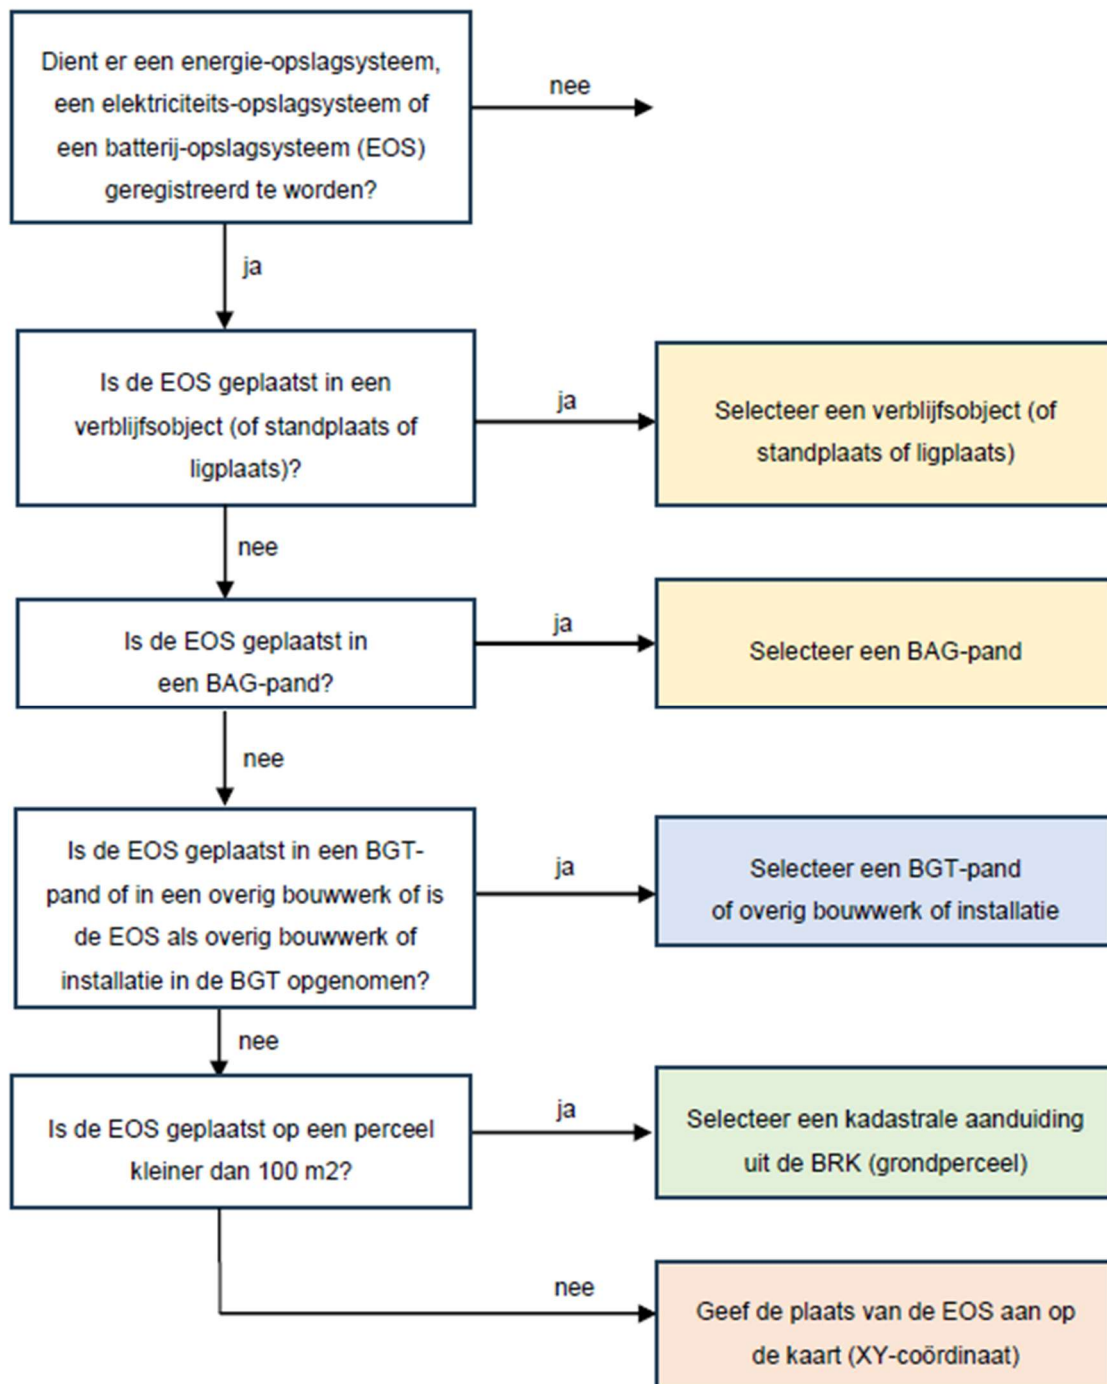 Dient er een energie-opslagsysteem,
een elektriciteits-opslagsysteem of
een batterij-opslagsysteem (EOS)
geregistreerd te worden?
nee
ja
Is de EOS geplaatst in een
verblijfsobject (of standplaats of
ligplaats)?
ja
Selecteer een verblijfsobject (of
standplaats of ligplaats)
nee
Is de EOS geplaatst in
een BAG-pand?
ja
Selecteer een BAG-pand
nee
Is de EOS geplaatst in een BGT-
pand of in een overig bouwwerk of is
de EOS als overig bouwwerk of
installatie in de BGT opgenomen?
ja
Selecteer een BGT-pand
of overig bouwwerk of installatie
nee
Is de EOS geplaatst op een perceel
kleiner dan 100 m2?
ja
Selecteer een kadastrale aanduiding
uit de BRK (grondperceel)
nee
Geef de plaats van de EOS aan op
de kaart (XY-coördinaat)